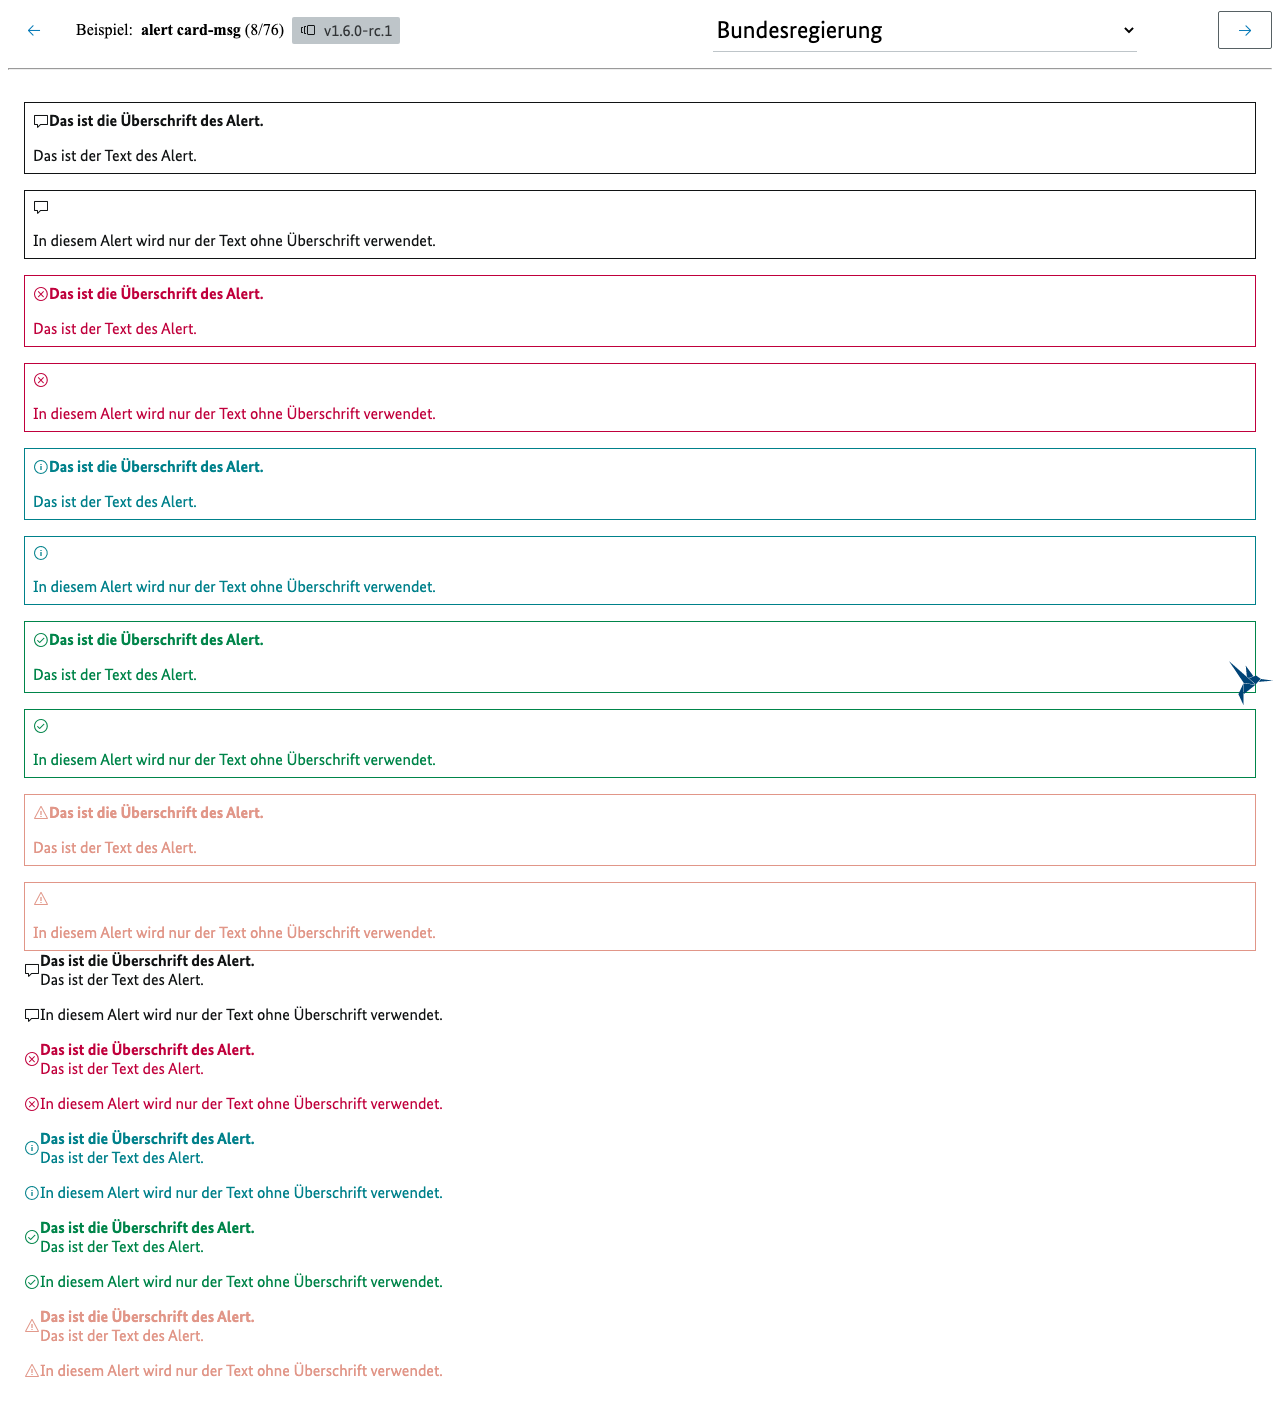 Beispiel: alert card-msg (8/76) v1.6.0-rc.1 Bundesregierung
Das ist die Überschrift des Alert.
Das ist der Text des Alert.
In diesem Alert wird nur der Text ohne Überschrift verwendet.
Das ist die Überschrift des Alert.
Das ist der Text des Alert.
In diesem Alert wird nur der Text ohne Überschrift verwendet.
Das ist die Überschrift des Alert.
Das ist der Text des Alert.
In diesem Alert wird nur der Text ohne Überschrift verwendet.
Das ist die Überschrift des Alert.
Das ist der Text des Alert.
In diesem Alert wird nur der Text ohne Überschrift verwendet.
Das ist die Überschrift des Alert.
Das ist der Text des Alert.
In diesem Alert wird nur der Text ohne Überschrift verwendet.
Das ist die Überschrift des Alert.
Das ist der Text des Alert.
In diesem Alert wird nur der Text ohne Überschrift verwendet.
Das ist die Überschrift des Alert.
Das ist der Text des Alert.
In diesem Alert wird nur der Text ohne Überschrift verwendet.
Das ist die Überschrift des Alert.
Das ist der Text des Alert.
In diesem Alert wird nur der Text ohne Überschrift verwendet.
Das ist die Überschrift des Alert.
Das ist der Text des Alert.
In diesem Alert wird nur der Text ohne Überschrift verwendet.
Das ist die Überschrift des Alert.
Das ist der Text des Alert.
In diesem Alert wird nur der Text ohne Überschrift verwendet.